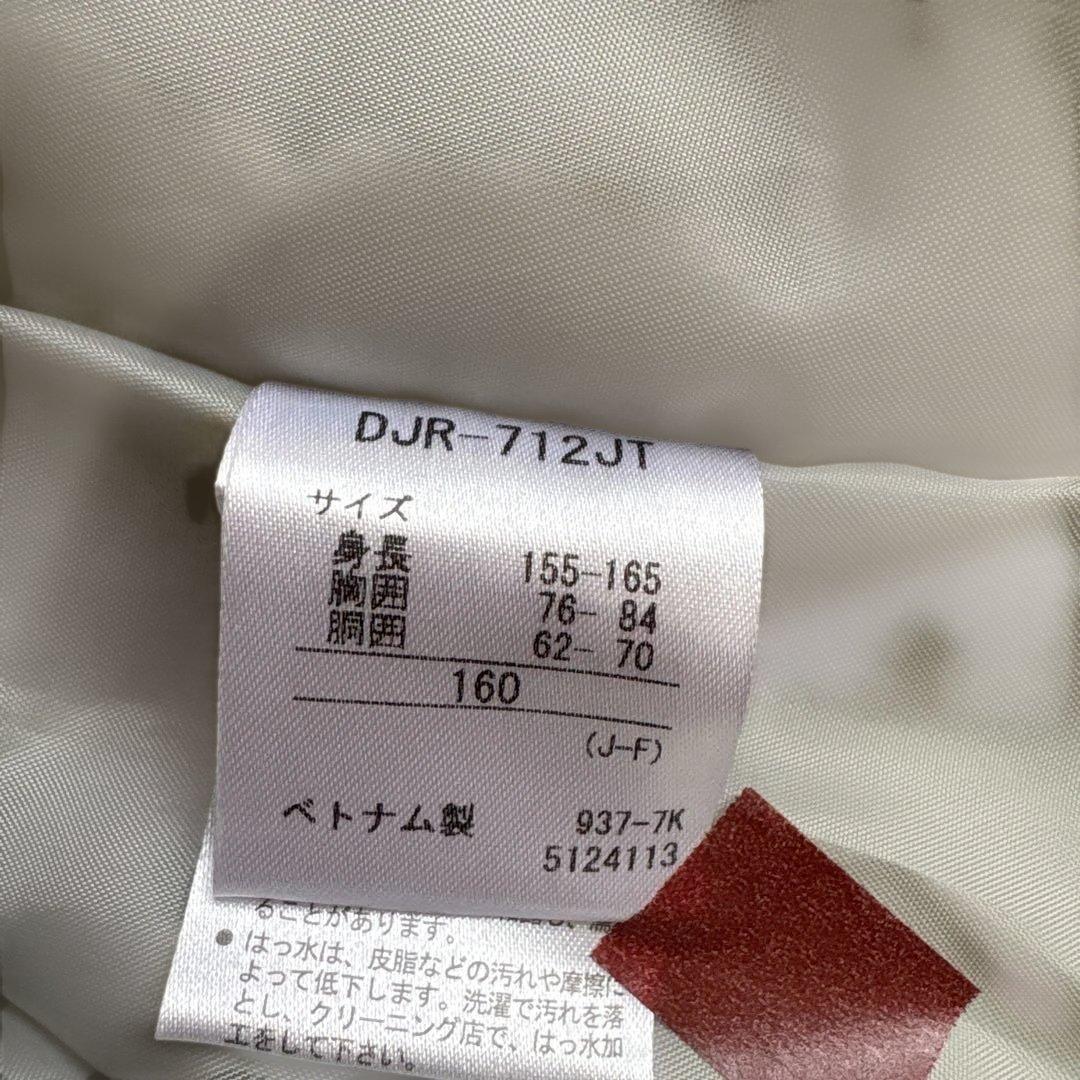 DJR-712JT
サイズ
身長 155-165
胸囲 76- 84
胴囲 62- 70
160
(J-F)
ベトナム製 937-7K
5124113
ることがあります。
● はっ水は、皮脂などの汚れや摩擦に
よって低下します。洗濯で汚れを落
とし、クリーニング店で、はっ水加
工をして下さい。